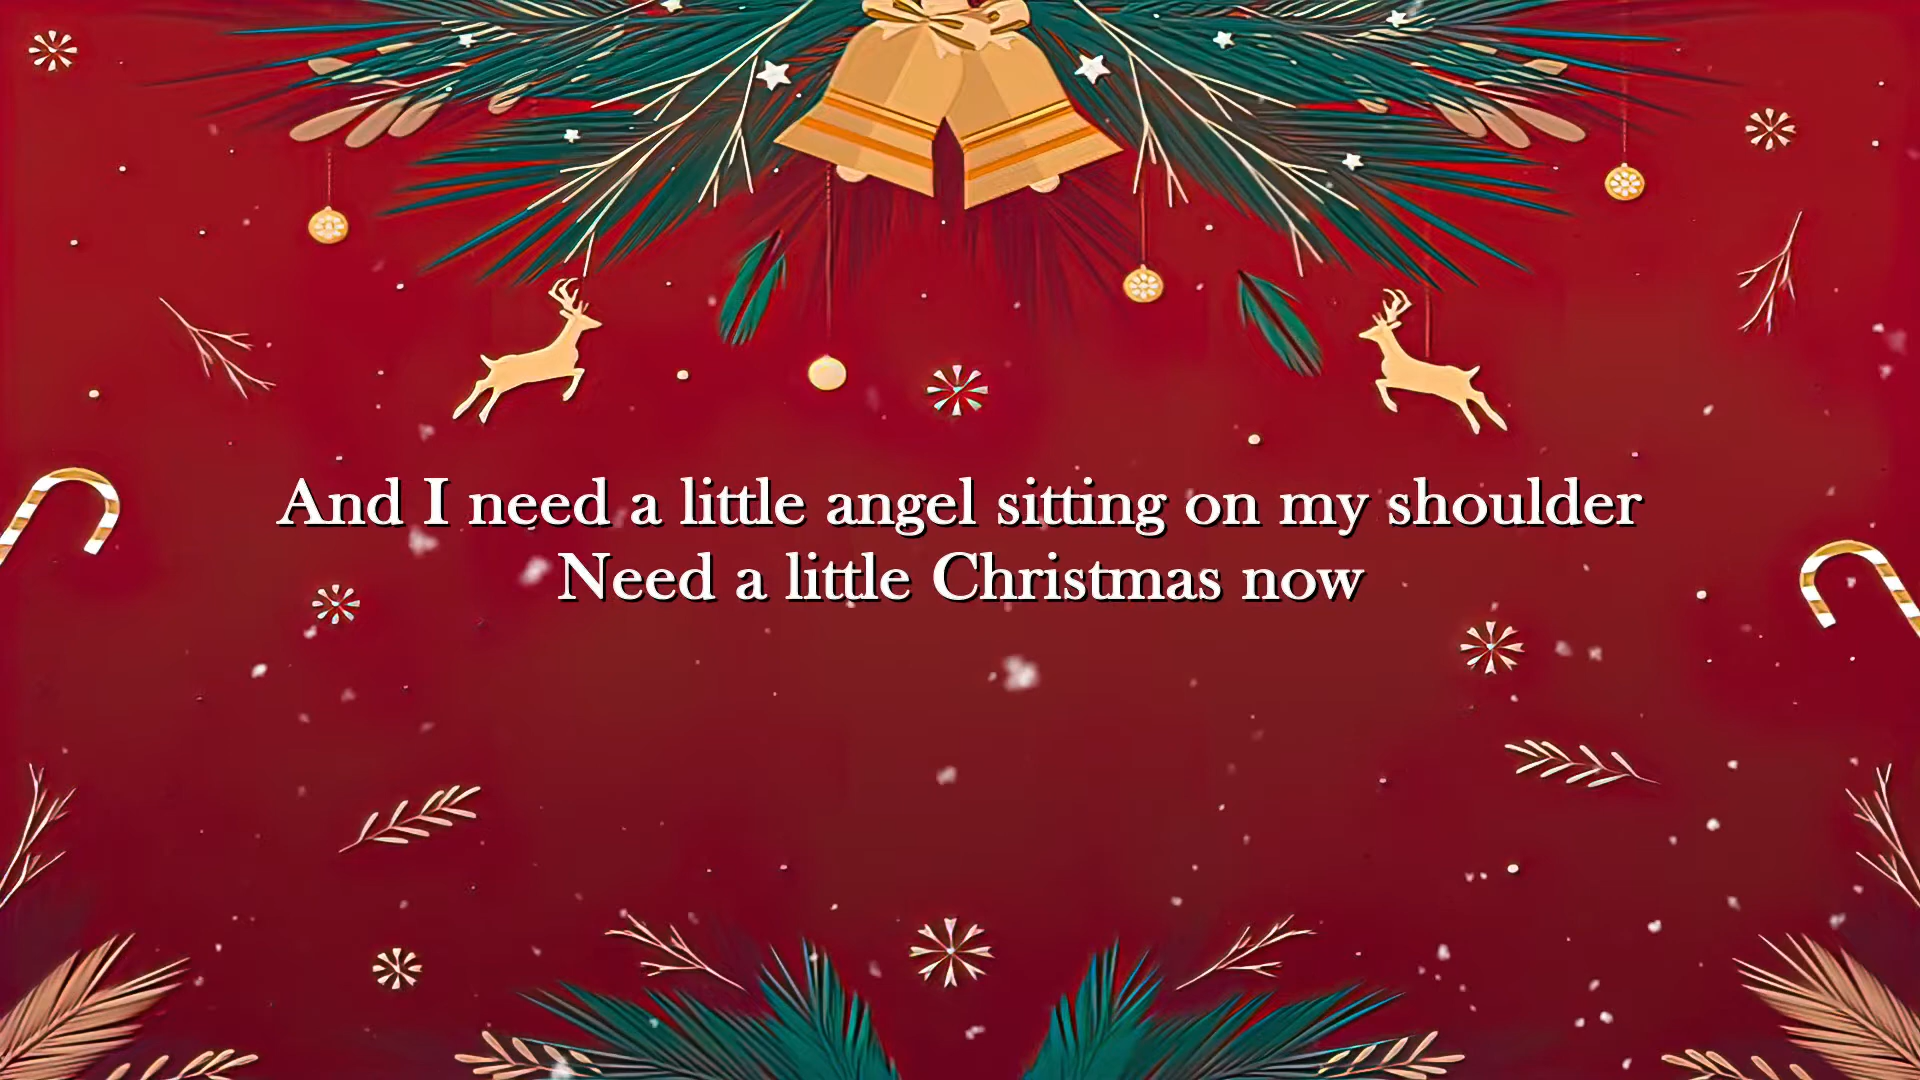 And I need a little angel sitting on my shoulder
Need a little Christmas now